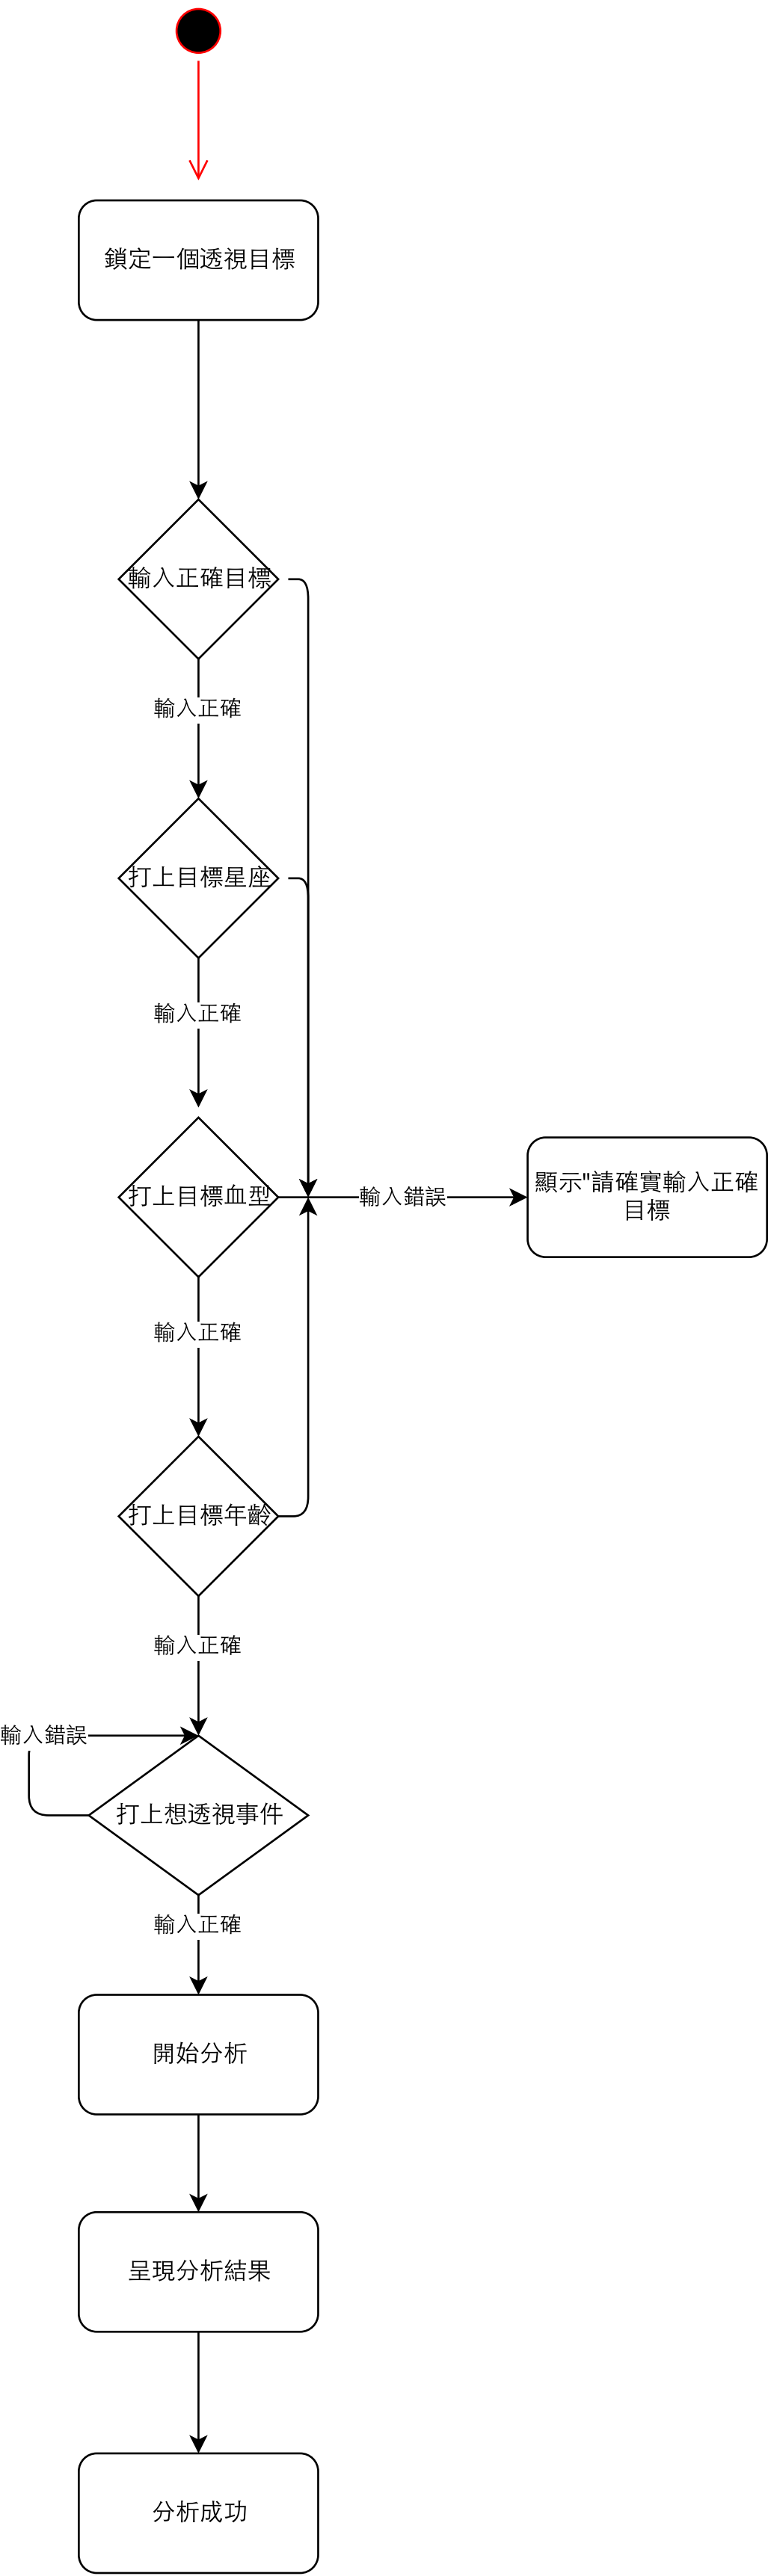 鎖定一個透視目標
輸入正確目標
輸入正確
打上目標星座
輸入正確
打上目標血型
輸入錯誤
顯示"請確實輸入正確
目標
輸入正確
打上目標年齡
輸入正確
輸入錯誤
打上想透視事件
輸入正確
開始分析
呈現分析結果
分析成功